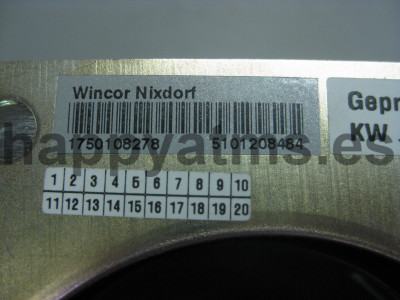 Wincor Nixdorf
1750108278 5101208484
Gepr
KW
happyatms.es
1 2 3 4 5 6 7 8 9 10
11 12 13 14 15 16 17 18 19 20